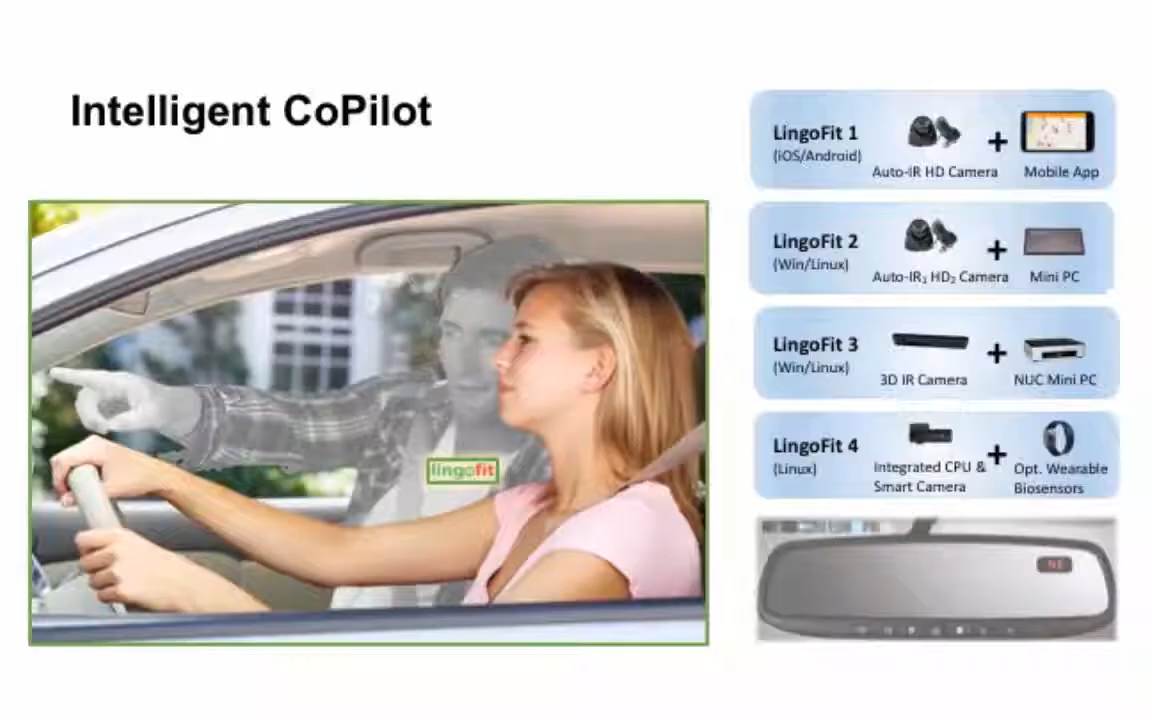 Intelligent CoPilot
LingoFit 1
(iOS/Android)
Auto-IR HD Camera
+
Mobile App
LingoFit 2
(Win/Linux)
Auto-IR, HD₂ Camera
+
Mini PC
LingoFit 3
(Win/Linux)
3D IR Camera
+
NUC Mini PC
LingoFit 4
(Linux)
Integrated CPU &
Smart Camera
+
Opt. Wearable
Biosensors
lingofit